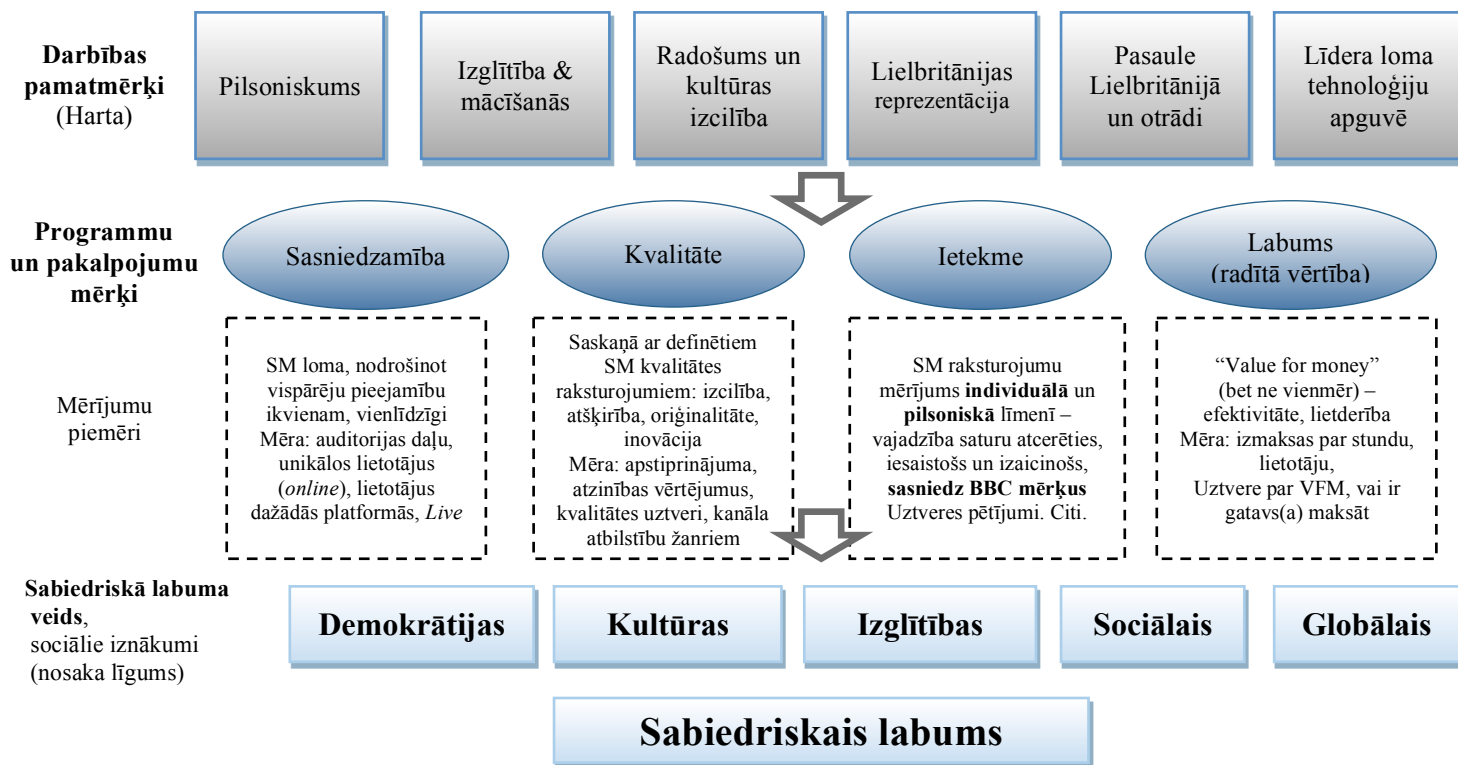 Darbības
pamatmērķi
(Harta)
Pilsoniskums
Izglītība &
mācīšanās
Radošums un
kultūras
izcilība
Lielbritānijas
reprezentācija
Pasaule
Lielbritānijā
un otrādi
Līdera loma
tehnoloģiju
apguvē
Programmu
un pakalpojumu
mērķi
Sasniedzamība
Kvalitāte
Ietekme
Labums
(radītā vērtība)
Mērījumu
piemēri
SM loma, nodrošinot
vispārēju pieejamību
ikvienam, vienlīdzīgi
Mēra: auditorijas daļu,
unikālos lietotājus
(online), lietotājus
dažādās platformās, Live
Saskaņā ar definētiem
SM kvalitātes
raksturojumiem: izcilība,
atšķirība, oriģinalitāte,
inovācija
Mēra: apstiprinājuma,
atzinības vērtējumus,
kvalitātes uztveri, kanāla
atbilstību žanriem
SM raksturojumu
mērījums individuālā un
pilsoniskā līmenī –
vajadzība saturu atcerēties,
iesaistošs un izaicinošs,
sasniedz BBC mērķus
Uztveres pētījumi. Citi.
“Value for money”
(bet ne vienmēr) –
efektivitāte, lietderība
Mēra: izmaksas par stundu,
lietotāju,
Uztvere par VFM, vai ir
gatavs(a) maksāt
Sabiedriskā labuma
veids,
sociālie iznākumi
(nosaka līgums)
Demokrātijas
Kultūras
Izglītības
Sociālais
Globālais
Sabiedriskais labums